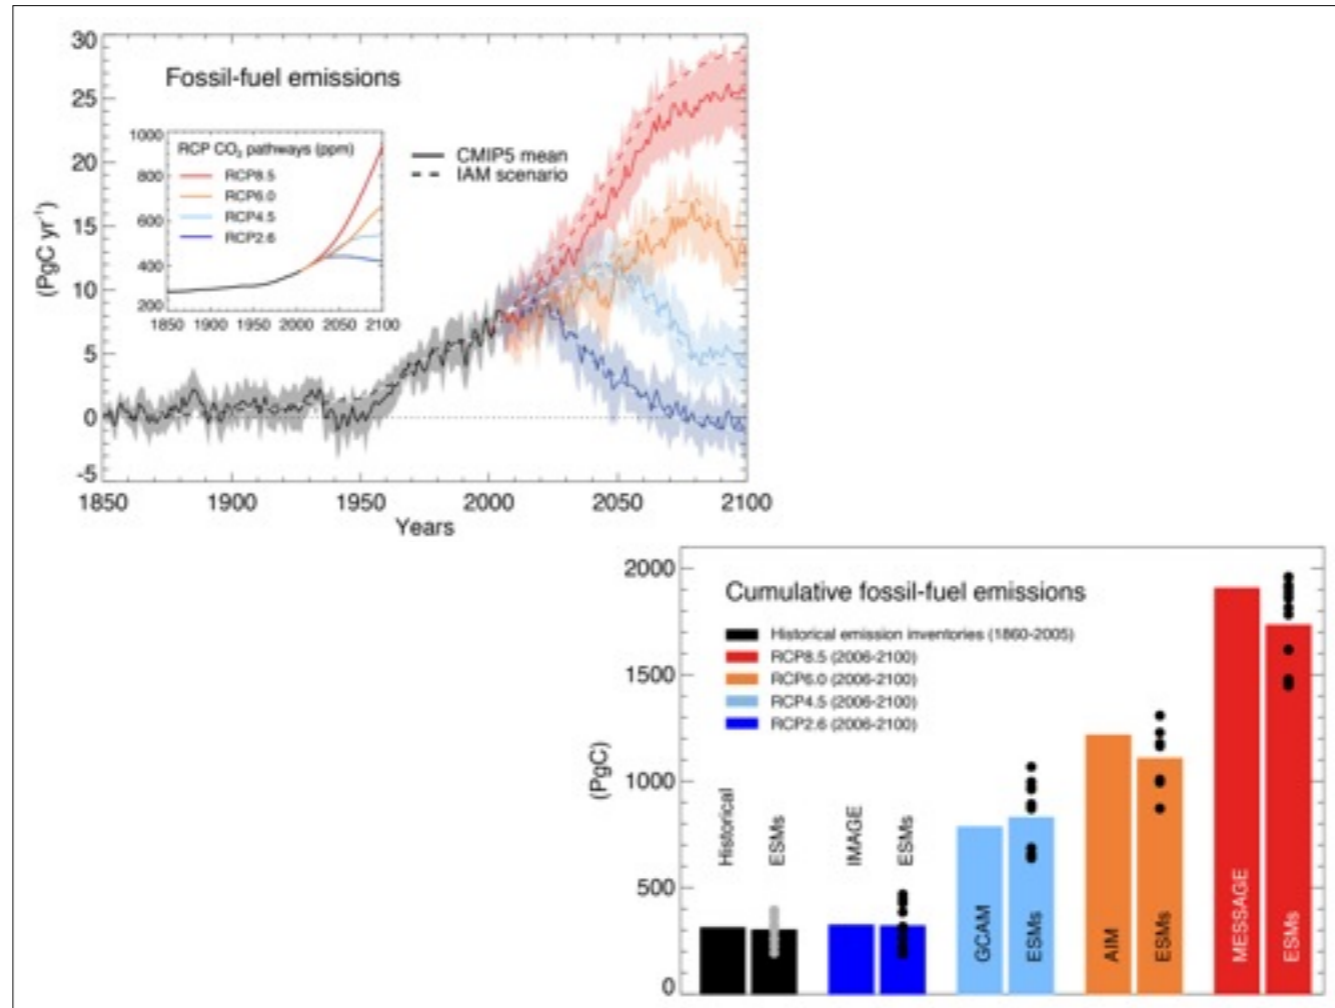 30
Fossil-fuel emissions
25
1000
RCP CO₂ pathways (ppm)
CMIP5 mean
IAM scenario
800
RCP8.5
20
RCP6.0
600
RCP4.5
RCP2.6
15
400
(PgC yr⁻¹)
10
200
1850 1900 1950 2000 2050 2100
5
0
-5
1850 1900 1950 2000 2050 2100
Years
2000
Cumulative fossil-fuel emissions
Historical emission inventories (1860-2005)
RCP8.5 (2006-2100)
1500
RCP6.0 (2006-2100)
RCP4.5 (2006-2100)
RCP2.6 (2006-2100)
(PgC)
1000
500
0
Historical
ESMs
IMAGE
ESMs
GCAM
ESMs
AIM
ESMs
MESSAGE
ESMs